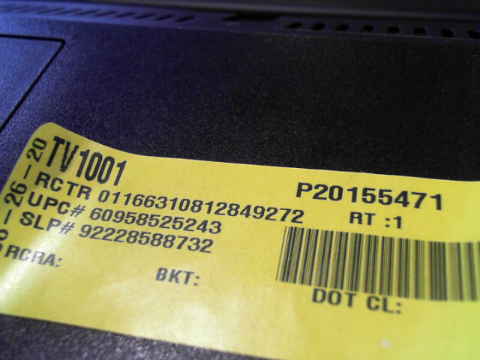 TV1001
P20155471
RCTR 01166310812849272
RT :1
UPC# 60958525243
SLP# 92228588732
RCRA:
BKT:
DOT CL:
26-20